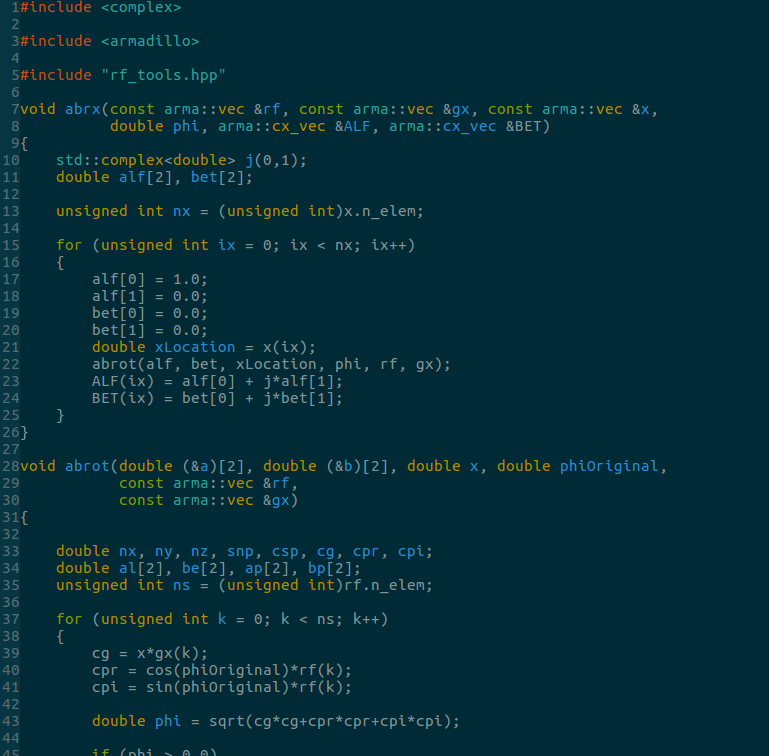 1#include <complex>
2
3#include <armadillo>
4
5#include "rf_tools.hpp"
6
7void abrx(const arma::vec &rf, const arma::vec &gx, const arma::vec &x,
8          double phi, arma::cx_vec &ALF, arma::cx_vec &BET)
9{
10    std::complex<double> j(0,1);
11    double alf[2], bet[2];
12
13    unsigned int nx = (unsigned int)x.n_elem;
14
15    for (unsigned int ix = 0; ix < nx; ix++)
16    {
17        alf[0] = 1.0;
18        alf[1] = 0.0;
19        bet[0] = 0.0;
20        bet[1] = 0.0;
21        double xLocation = x(ix);
22        abrot(alf, bet, xLocation, phi, rf, gx);
23        ALF(ix) = alf[0] + j*alf[1];
24        BET(ix) = bet[0] + j*bet[1];
25    }
26}
27
28void abrot(double (&a)[2], double (&b)[2], double x, double phiOriginal,
29           const arma::vec &rf,
30           const arma::vec &gx)
31{
32
33    double nx, ny, nz, snp, csp, cg, cpr, cpi;
34    double al[2], be[2], ap[2], bp[2];
35    unsigned int ns = (unsigned int)rf.n_elem;
36
37    for (unsigned int k = 0; k < ns; k++)
38    {
39        cg = x*gx(k);
40        cpr = cos(phiOriginal)*rf(k);
41        cpi = sin(phiOriginal)*rf(k);
42
43        double phi = sqrt(cg*cg+cpr*cpr+cpi*cpi);
44
45        if (phi > 0.0)